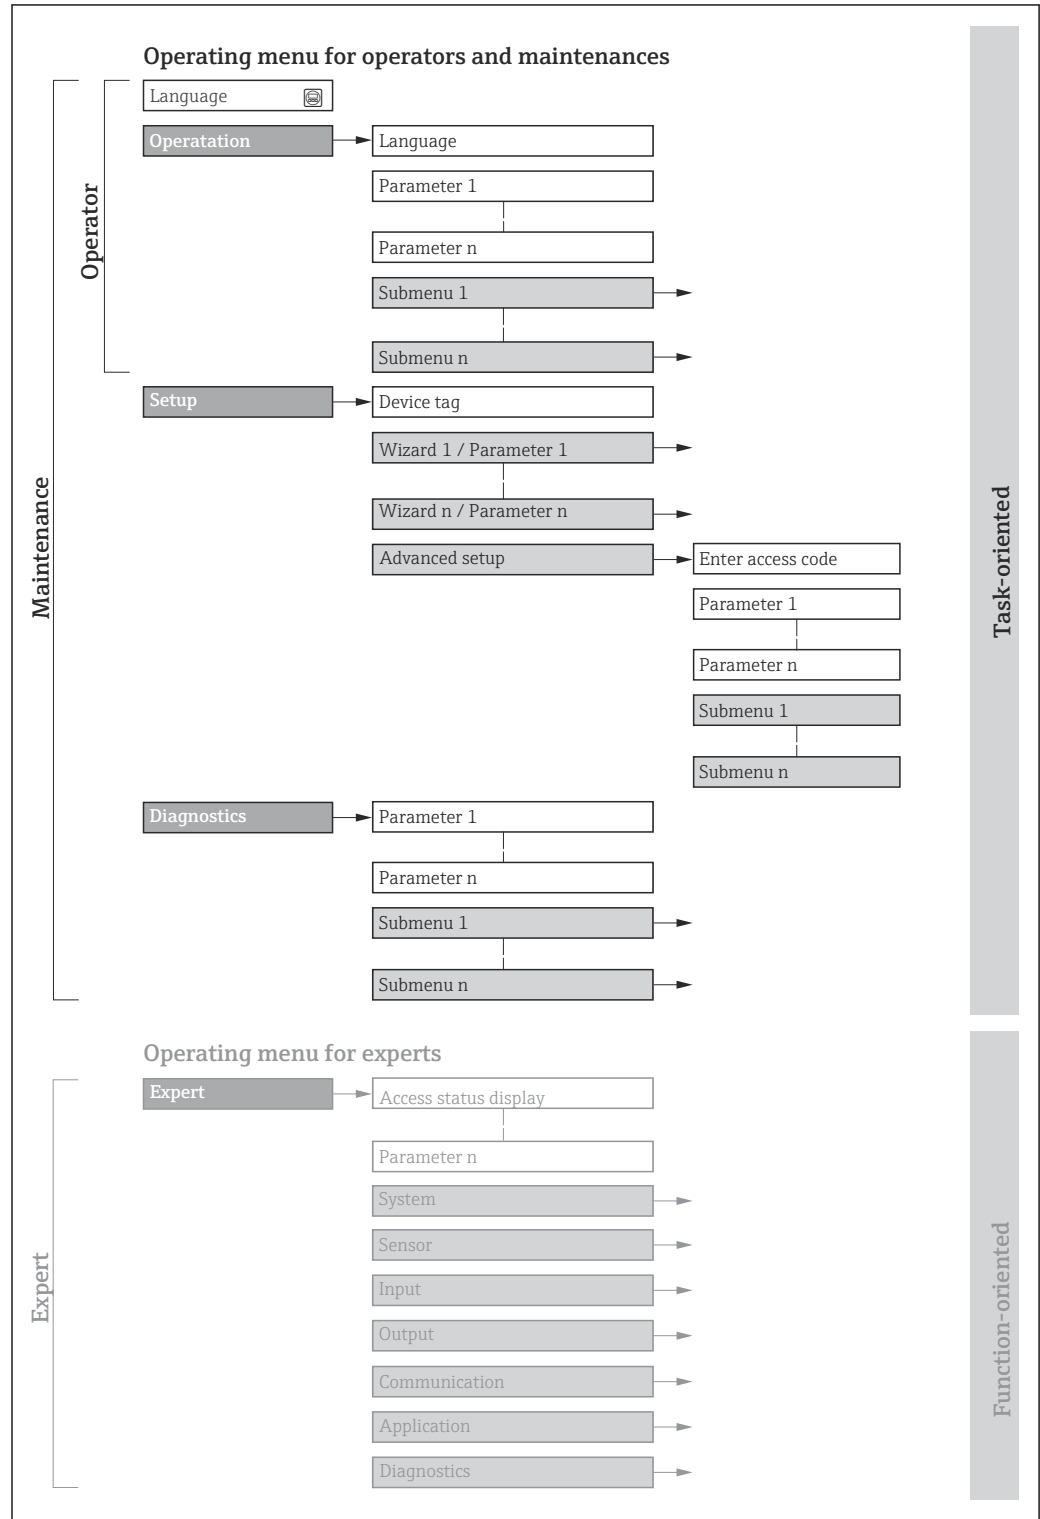 Operating menu for operators and maintenances
Language
Operatation
Language
Parameter 1
Parameter n
Submenu 1
Submenu n
Operator
Setup
Device tag
Wizard 1 / Parameter 1
Wizard n / Parameter n
Advanced setup
Enter access code
Parameter 1
Parameter n
Submenu 1
Submenu n
Maintenance
Task-oriented
Diagnostics
Parameter 1
Parameter n
Submenu 1
Submenu n
Operating menu for experts
Expert
Access status display
Parameter n
System
Sensor
Input
Output
Communication
Application
Diagnostics
Expert
Function-oriented